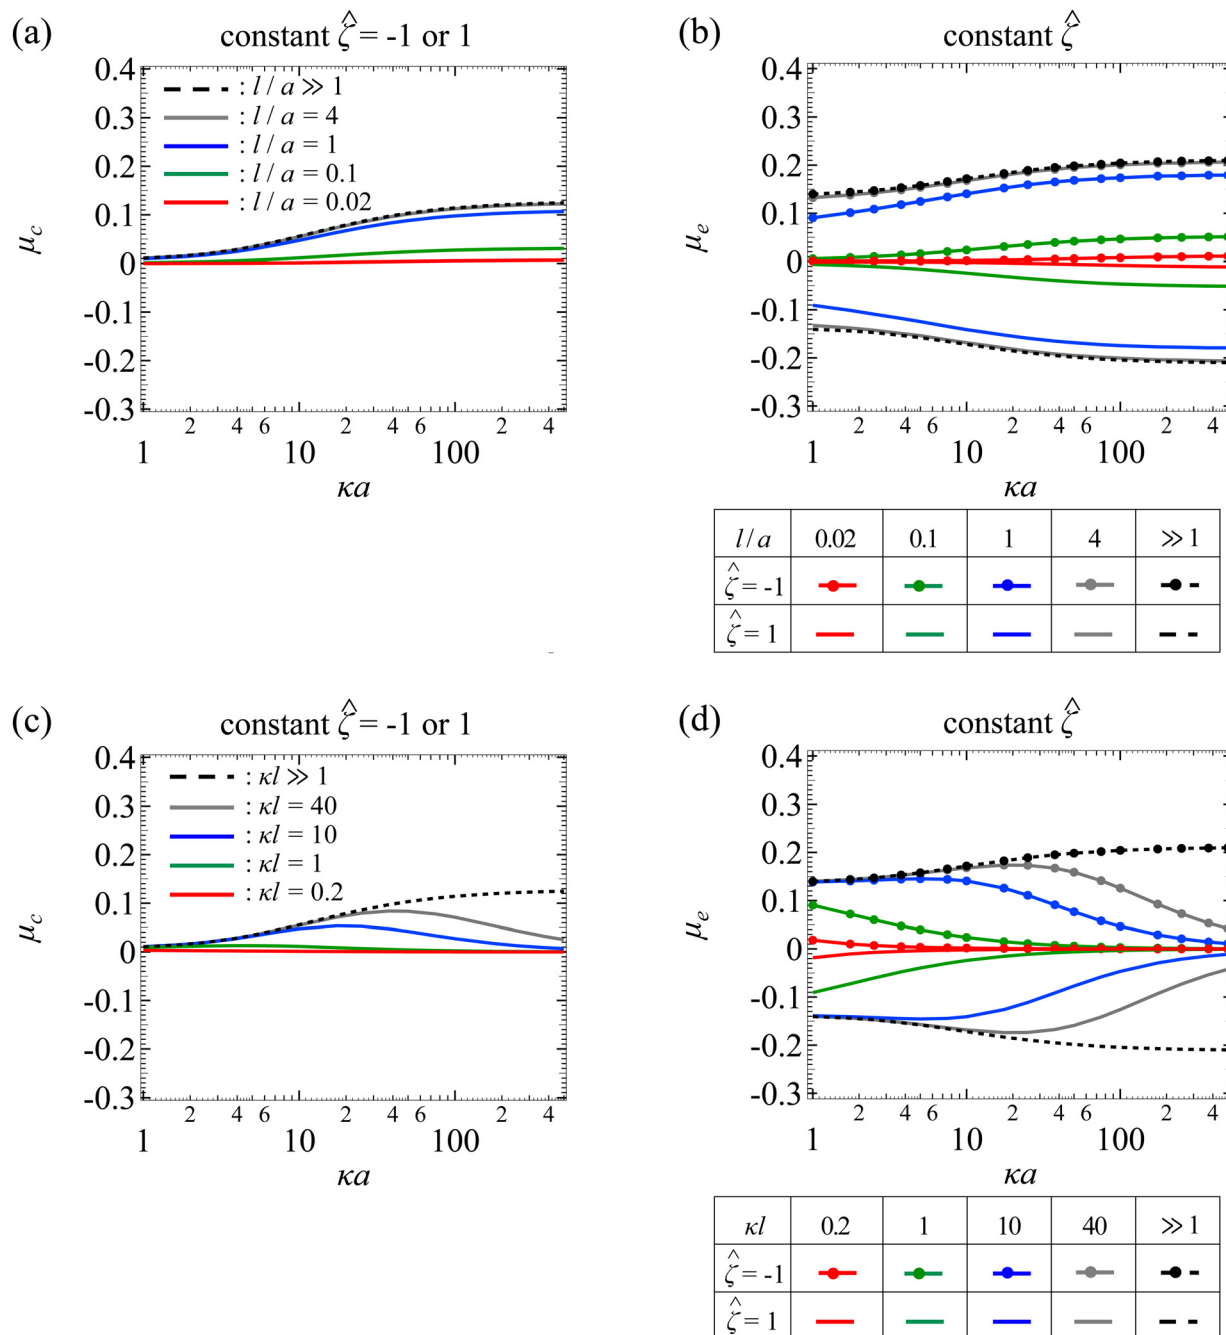 (a)
constant ζ̂ = -1 or 1
0.4
0.3
0.2
0.1
0
-0.1
-0.2
-0.3
μc
: l / a ≫ 1
: l / a = 4
: l / a = 1
: l / a = 0.1
: l / a = 0.02
2 4 6 2 4 6 2 4
1 10 100
κa
(b)
constant ζ̂
0.4
0.3
0.2
0.1
0
-0.1
-0.2
-0.3
μe
2 4 6 2 4 6 2 4
1 10 100
κa
l/a 0.02 0.1 1 4 ≫ 1
ζ̂ = -1
ζ̂ = 1
(c)
constant ζ̂ = -1 or 1
0.4
0.3
0.2
0.1
0
-0.1
-0.2
-0.3
μc
: κl ≫ 1
: κl = 40
: κl = 10
: κl = 1
: κl = 0.2
2 4 6 2 4 6 2 4
1 10 100
κa
(d)
constant ζ̂
0.4
0.3
0.2
0.1
0
-0.1
-0.2
-0.3
μe
2 4 6 2 4 6 2 4
1 10 100
κa
κl 0.2 1 10 40 ≫ 1
ζ̂ = -1
ζ̂ = 1